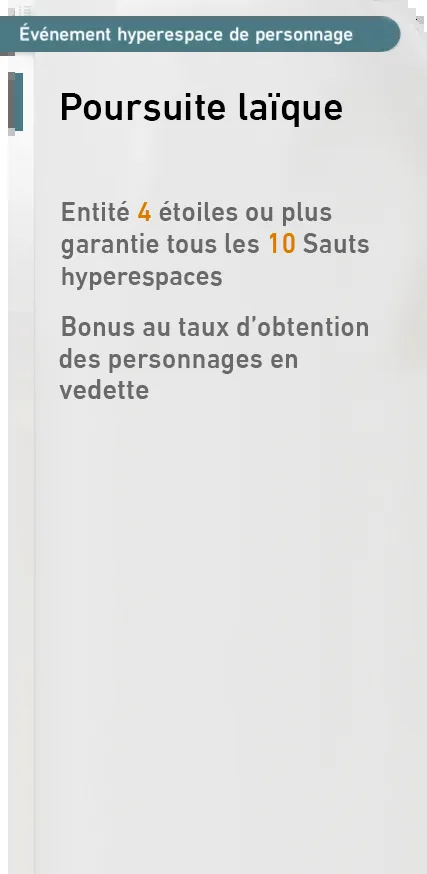 Événement hyperespace de personnage
Poursuite laïque
Entité 4 étoiles ou plus
garantie tous les 10 Sauts
hyperespaces
Bonus au taux d’obtention
des personnages en
vedette